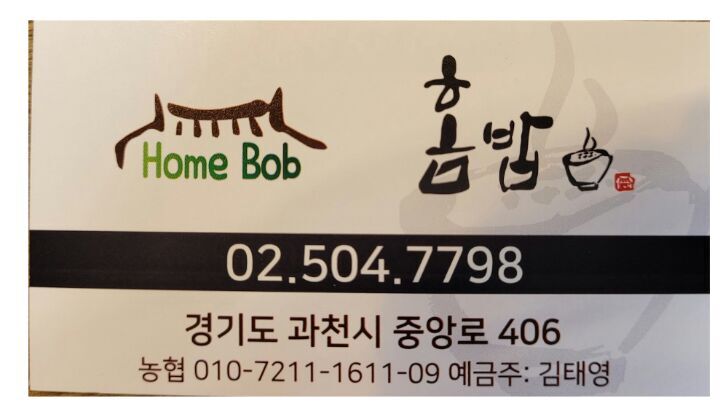 Home Bob
홈밥
02.504.7798
경기도 과천시 중앙로 406
농협 010-7211-1611-09 예금주: 김태영